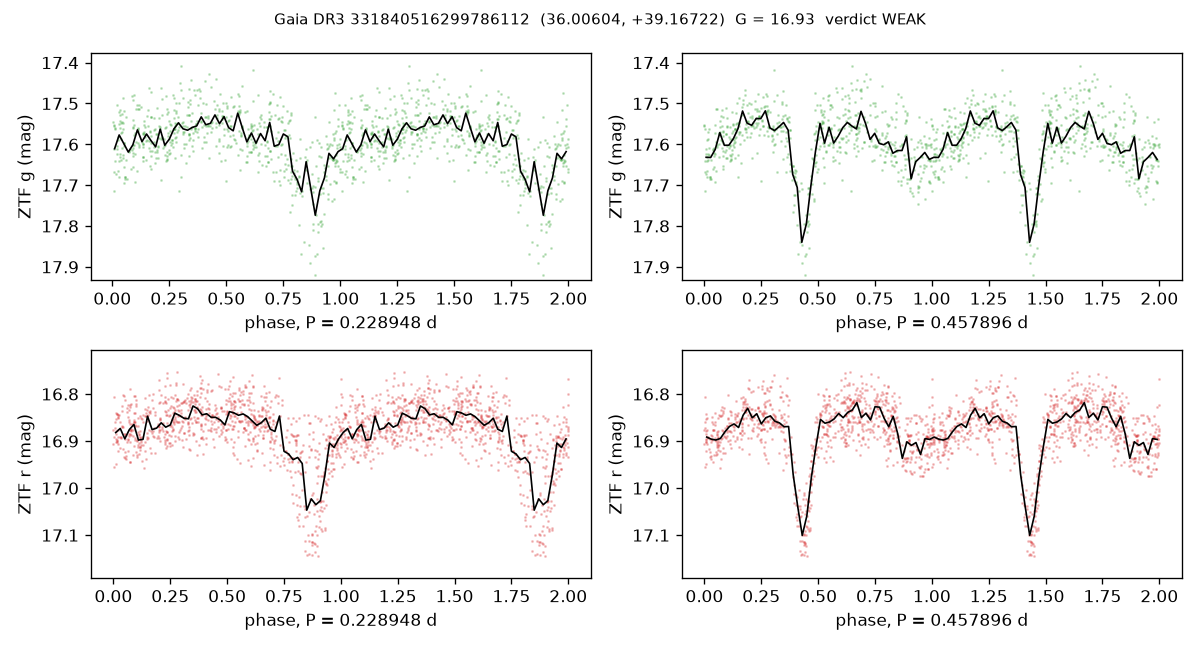 Gaia DR3 331840516299786112 (36.00604, +39.16722) G = 16.93 verdict WEAK
ZTF g (mag)
17.4
17.5
17.6
17.7
17.8
17.9
0.00 0.25 0.50 0.75 1.00 1.25 1.50 1.75 2.00
phase, P = 0.228948 d
ZTF g (mag)
17.4
17.5
17.6
17.7
17.8
17.9
0.00 0.25 0.50 0.75 1.00 1.25 1.50 1.75 2.00
phase, P = 0.457896 d
ZTF r (mag)
16.8
16.9
17.0
17.1
0.00 0.25 0.50 0.75 1.00 1.25 1.50 1.75 2.00
phase, P = 0.228948 d
ZTF r (mag)
16.8
16.9
17.0
17.1
0.00 0.25 0.50 0.75 1.00 1.25 1.50 1.75 2.00
phase, P = 0.457896 d